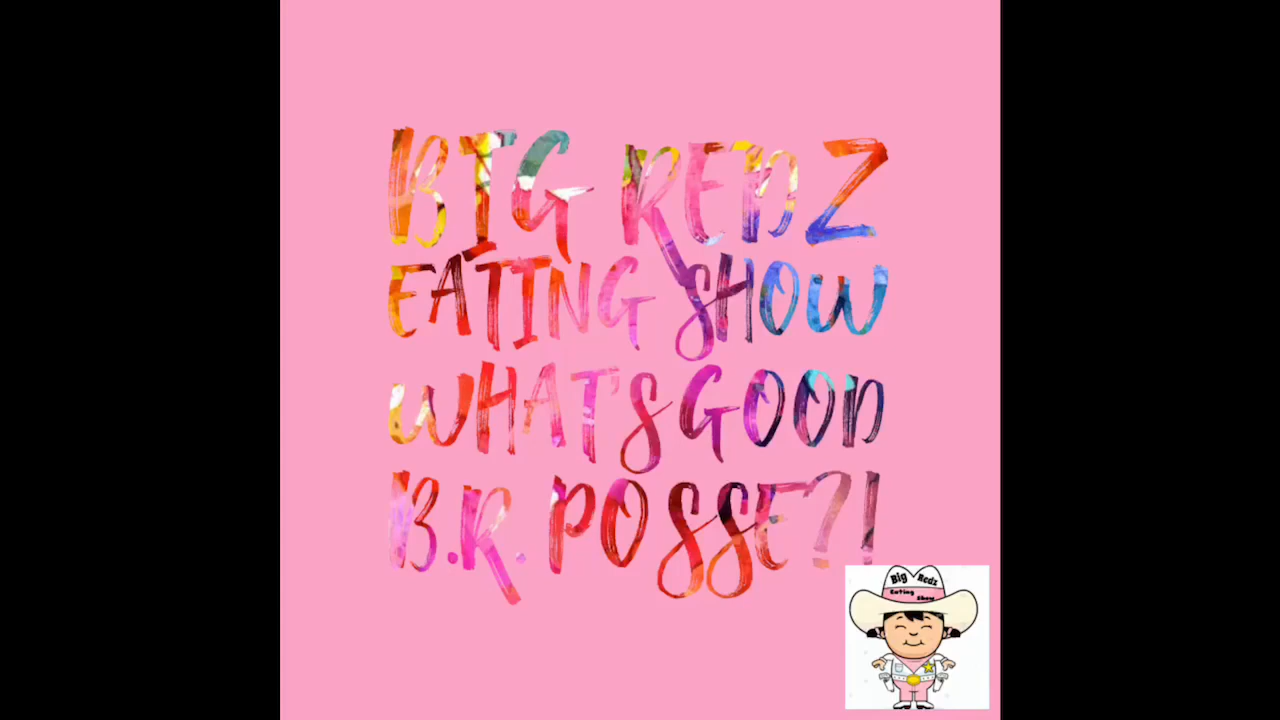 BIG REDZ
EATING SHOW
WHAT'S GOOD
B.R. POSSE?!
Big Redz
Eating Show